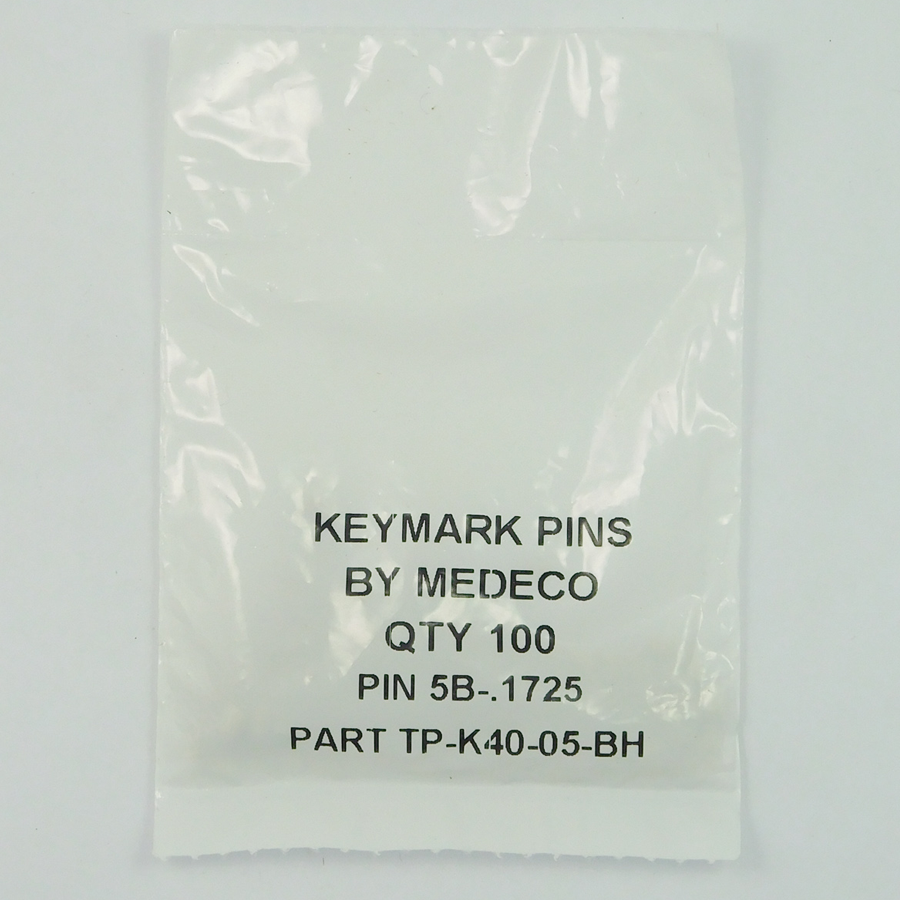 KEYMARK PINS
BY MEDECO
QTY 100
PIN 5B-.1725
PART TP-K40-05-BH